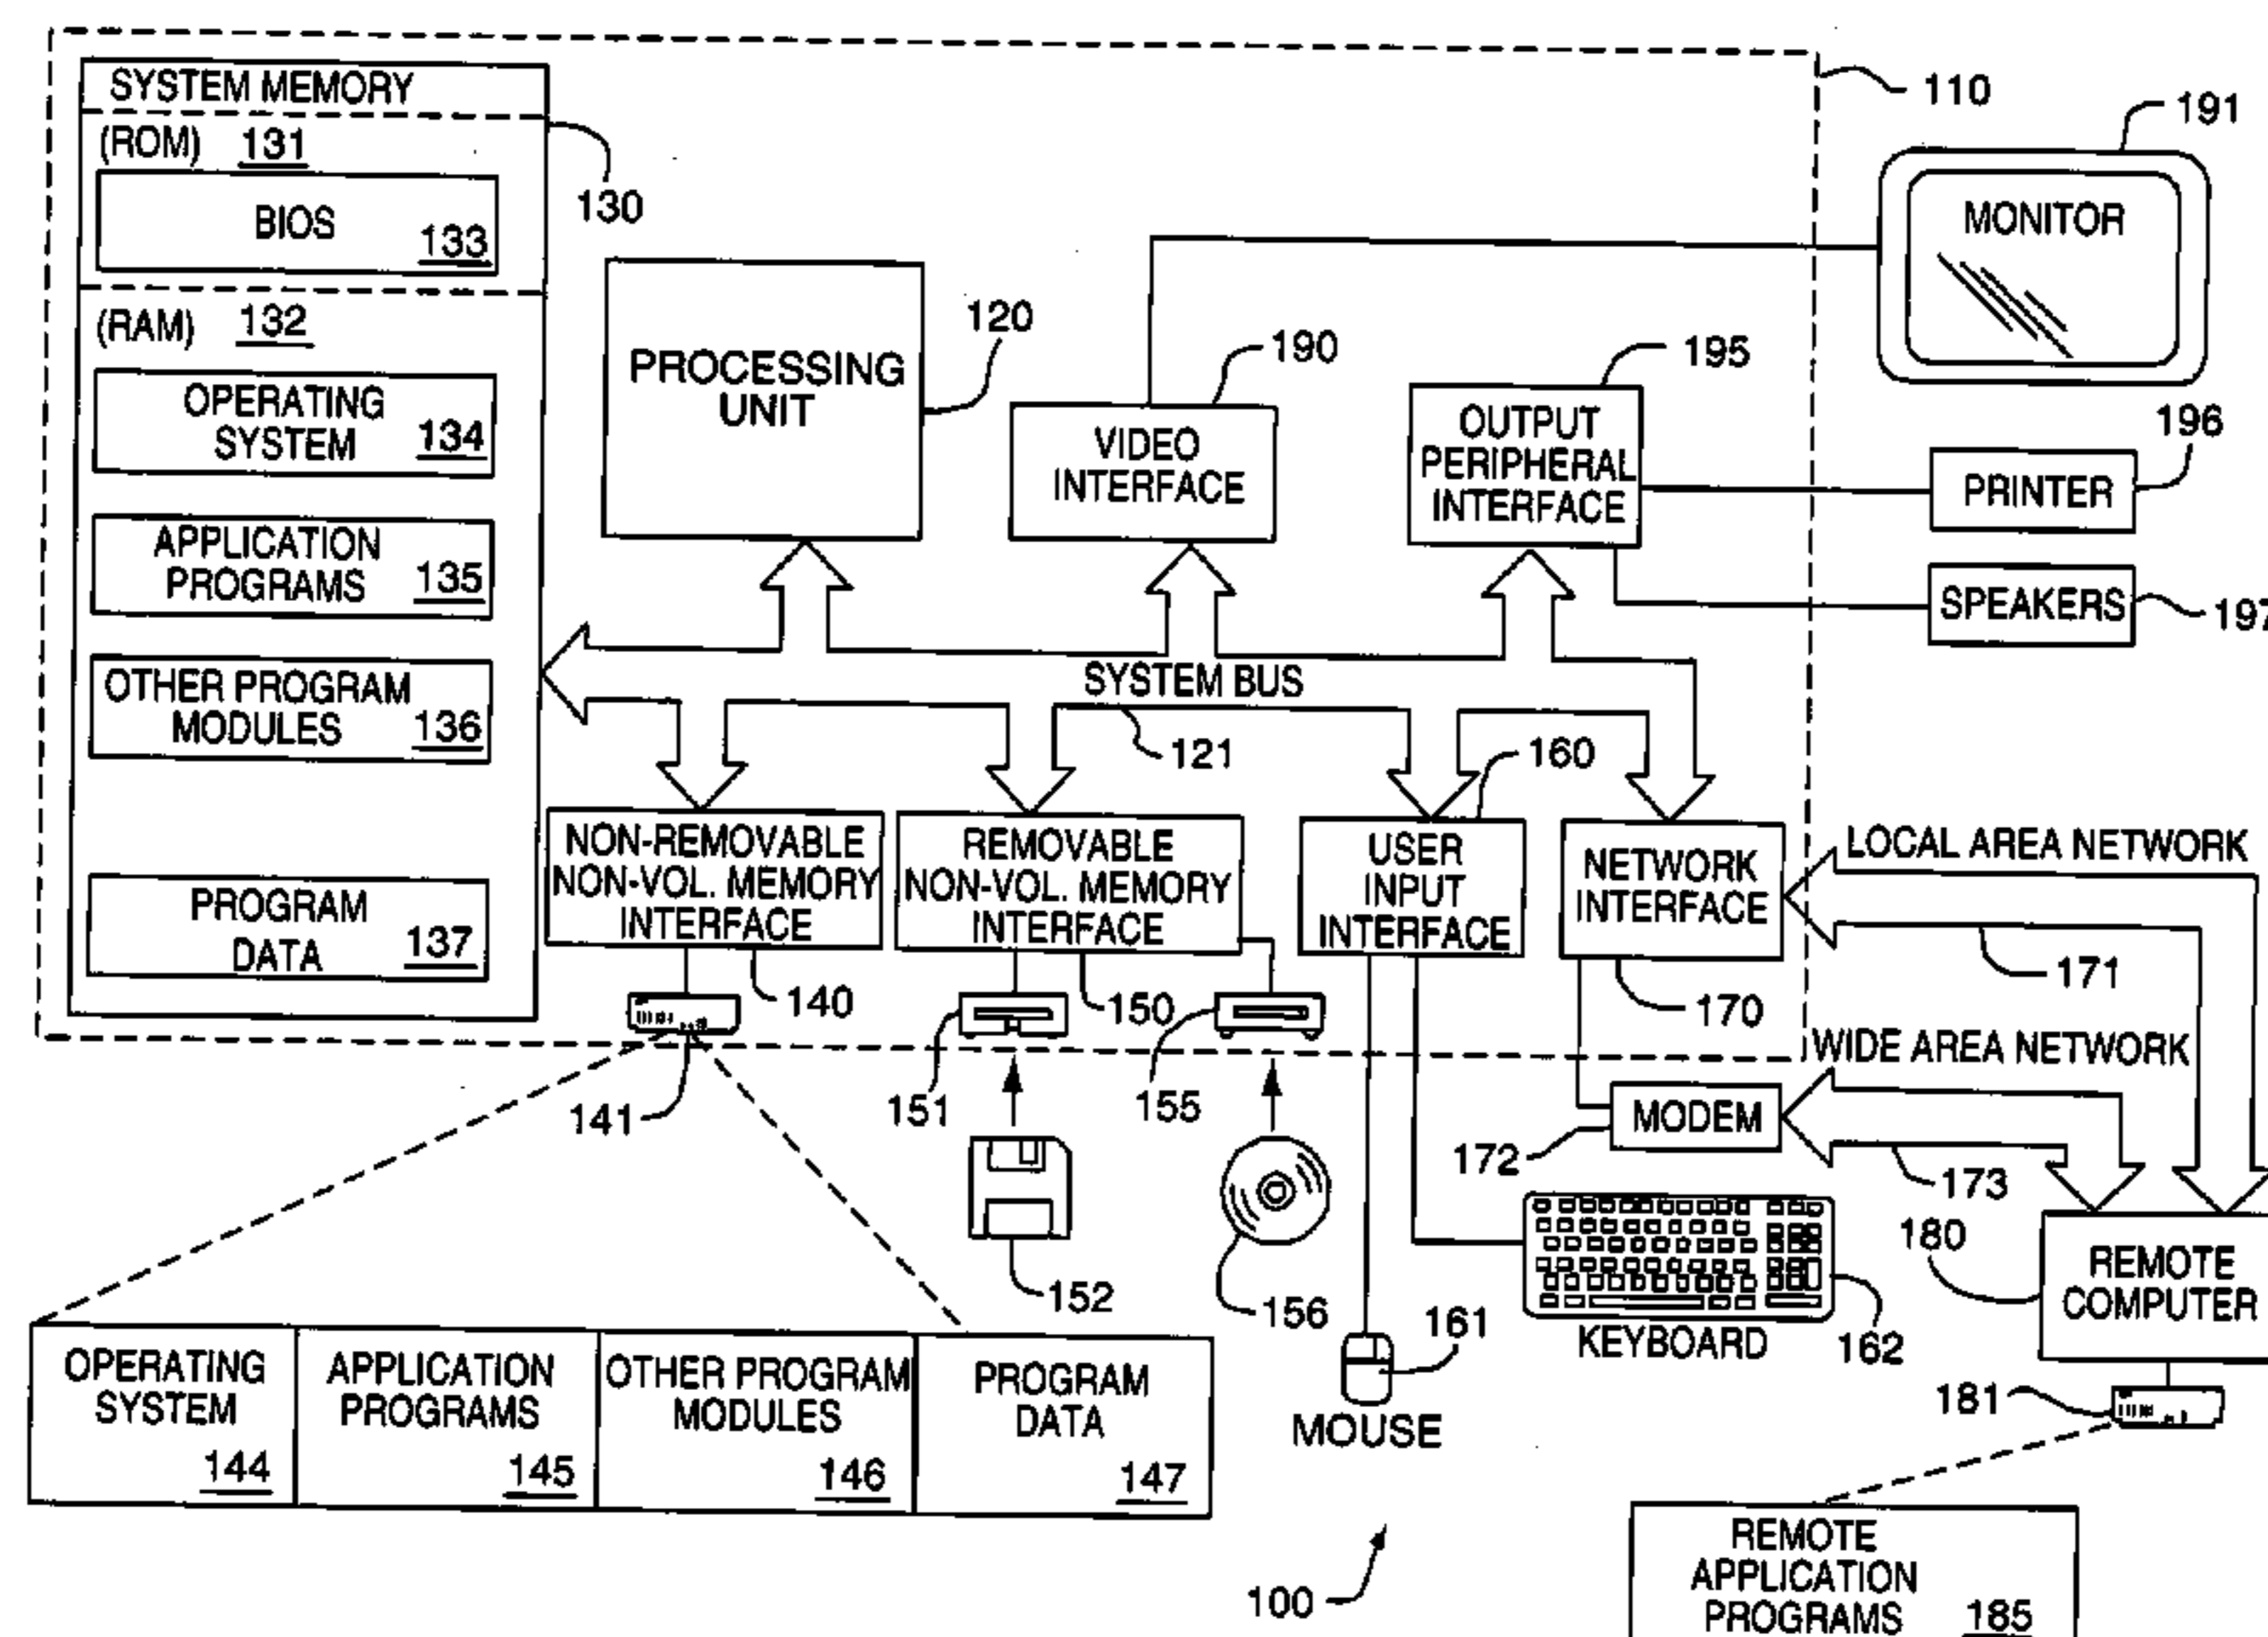 SYSTEM MEMORY
(ROM) 131
BIOS 133
130
(RAM) 132
OPERATING
SYSTEM 134
APPLICATION
PROGRAMS 135
OTHER PROGRAM
MODULES 136
PROGRAM
DATA 137
110
191
MONITOR
PROCESSING
UNIT
120
190
VIDEO
INTERFACE
195
OUTPUT
PERIPHERAL
INTERFACE
196
PRINTER
SPEAKERS
197
SYSTEM BUS
121
160
NON-REMOVABLE
NON-VOL. MEMORY
INTERFACE
140
REMOVABLE
NON-VOL. MEMORY
INTERFACE
150
USER
INPUT
INTERFACE
NETWORK
INTERFACE
170
LOCAL AREA NETWORK
171
WIDE AREA NETWORK
141
151
155
MODEM
172
173
152
156
161
MOUSE
KEYBOARD
162
180
REMOTE
COMPUTER
181
OPERATING
SYSTEM
144
APPLICATION
PROGRAMS
145
OTHER PROGRAM
MODULES
146
PROGRAM
DATA
147
100
REMOTE
APPLICATION
PROGRAMS 185